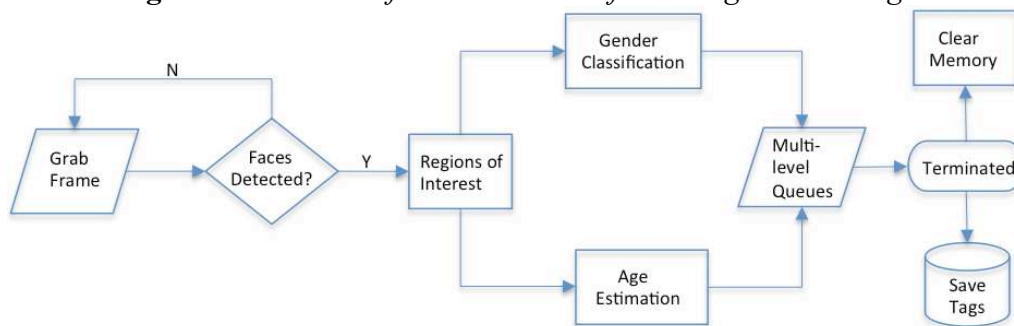 N
Grab
Frame
Faces
Detected?
Y
Regions of
Interest
Gender
Classification
Age
Estimation
Multi-
level
Queues
Clear
Memory
Terminated
Save
Tags